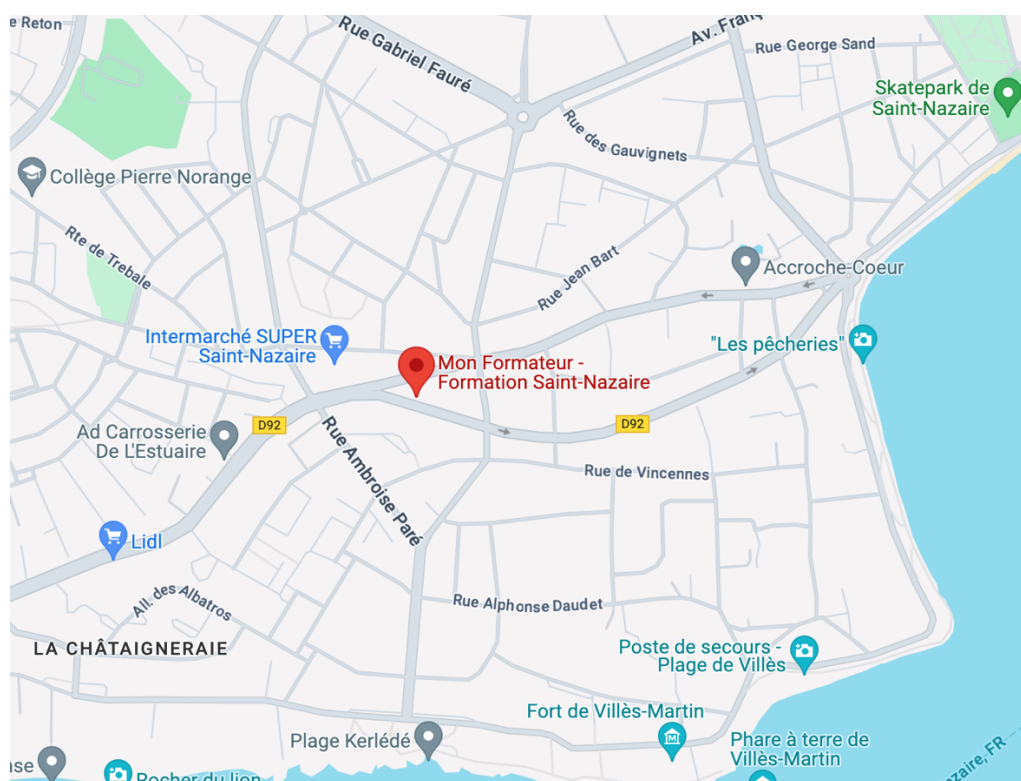 e Reton
Rue Gabriel Fauré
Av. Franç
Rue George Sand
Skatepark de
Saint-Nazaire
Rue des Gauvignets
Collège Pierre Norange
Rte de Trebale
Rue Jean Bart
Accroche-Coeur
Intermarché SUPER
Saint-Nazaire
"Les pêcheries"
Mon Formateur -
Formation Saint-Nazaire
D92
D92
Ad Carrosserie
De L'Estuaire
Rue Ambroise Paré
Rue de Vincennes
Lidl
All. des Albatros
Rue Alphonse Daudet
LA CHÂTAIGNERAIE
Poste de secours -
Plage de Villès
Fort de Villès-Martin
Plage Kerlédé
Phare à terre de
Villès-Martin
nse
Rocher du lion
zaire, FR